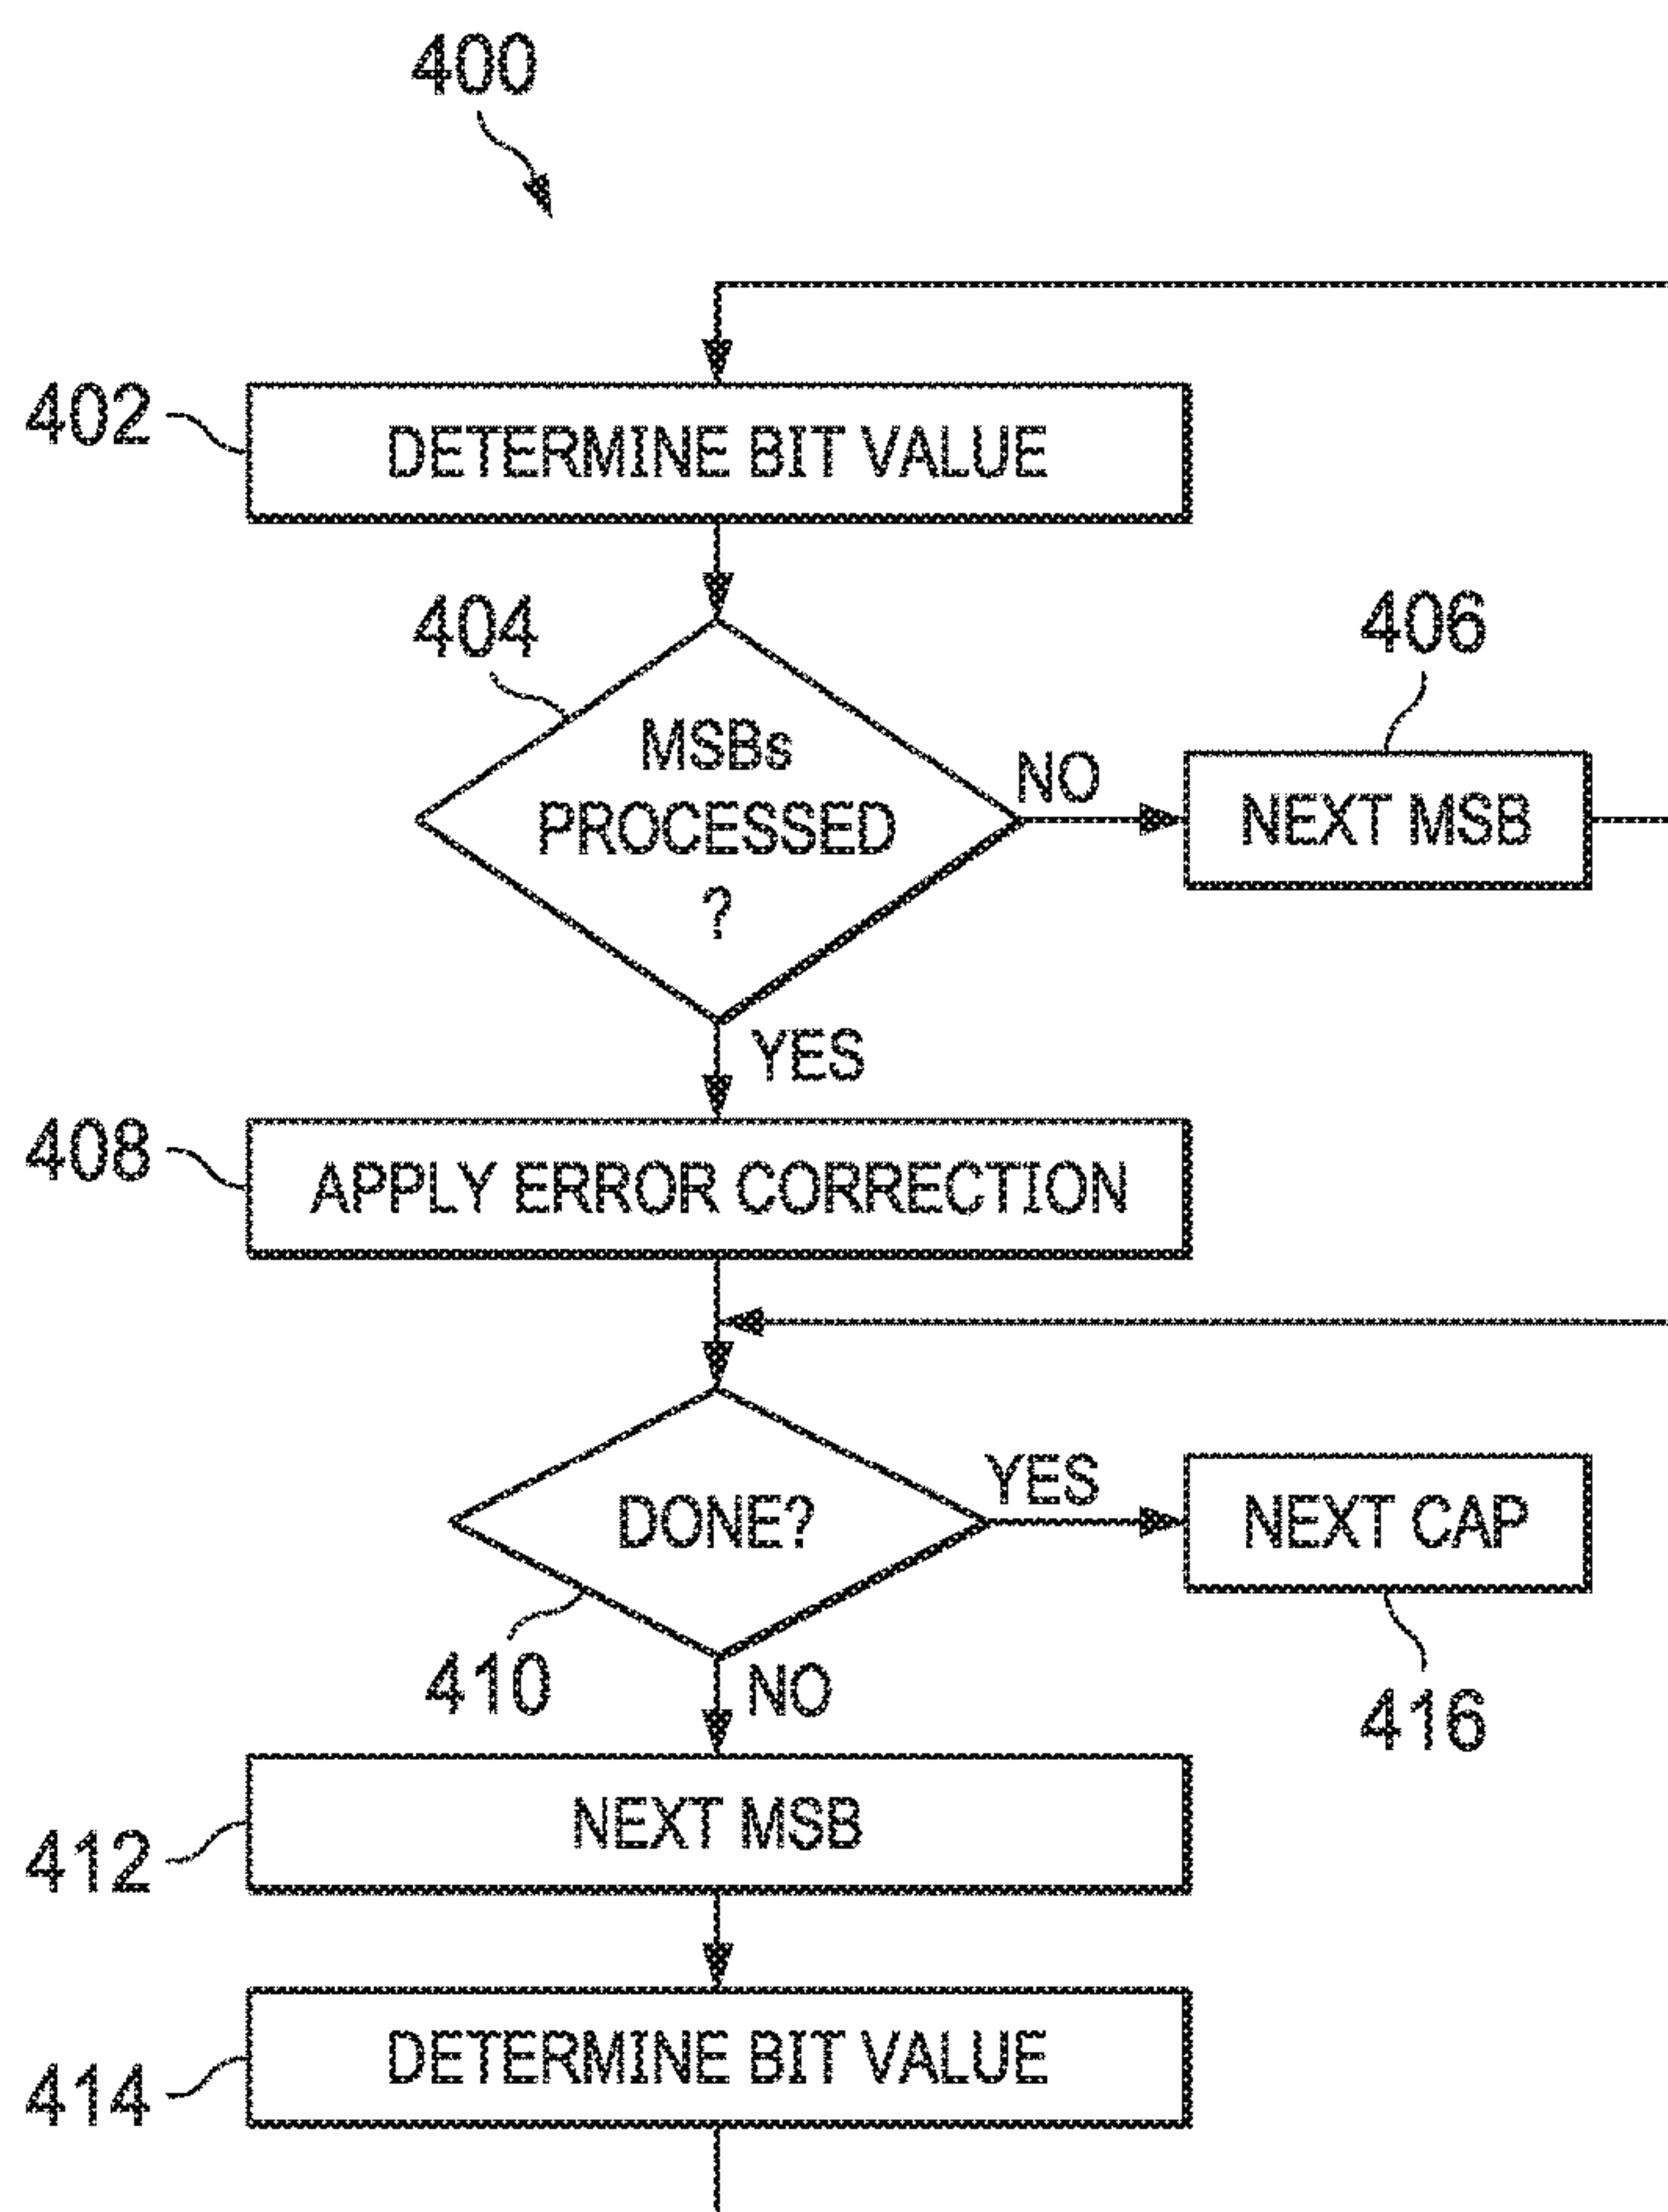 400
402
DETERMINE BIT VALUE
404
406
MSBs
PROCESSED
?
NO
NEXT MSB
YES
408
APPLY ERROR CORRECTION
DONE?
YES
NEXT CAP
410
NO
416
412
NEXT MSB
414
DETERMINE BIT VALUE